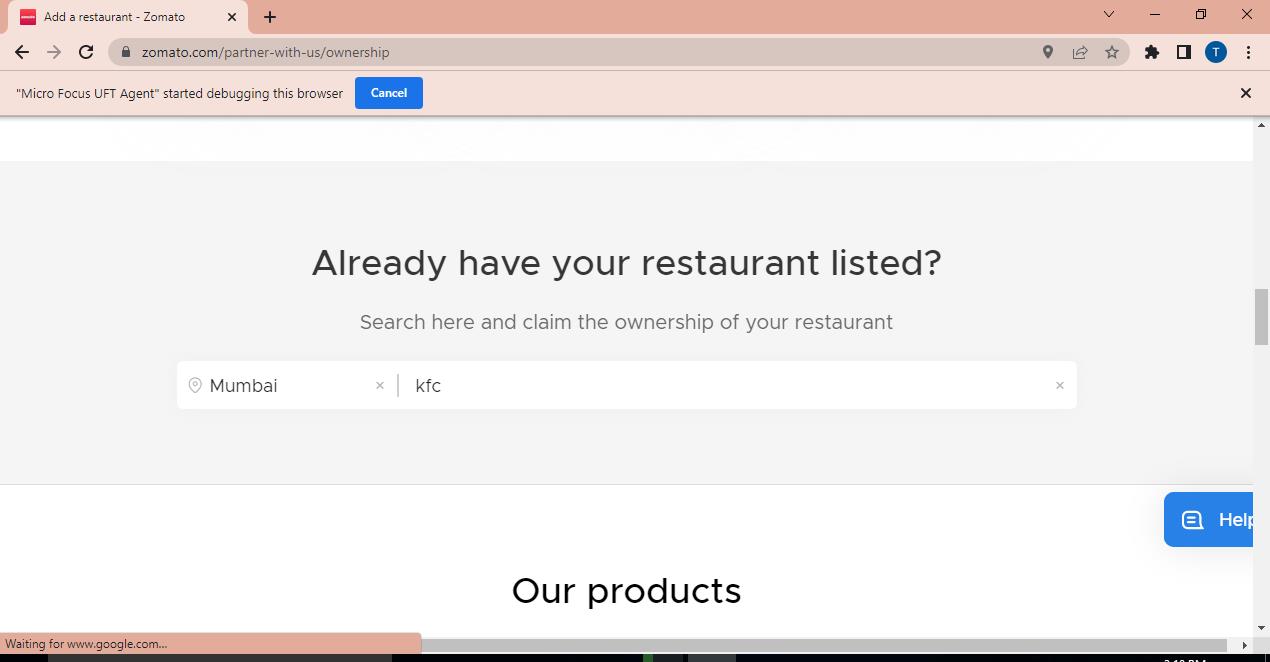 Add a restaurant - Zomato
zomato.com/partner-with-us/ownership
T
"Micro Focus UFT Agent" started debugging this browser
Cancel
Already have your restaurant listed?
Search here and claim the ownership of your restaurant
Mumbai
kfc
Help
Our products
Waiting for www.google.com...